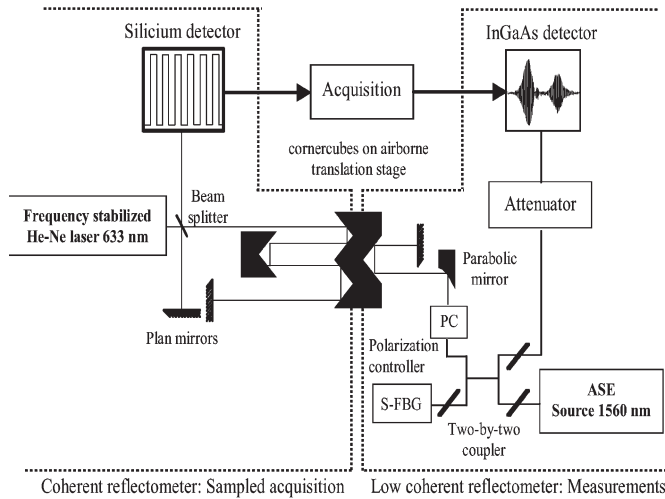 Silicium detector
InGaAs detector
Acquisition
cornercubes on airborne
translation stage
Attenuator
Beam
splitter
Frequency stabilized
He-Ne laser 633 nm
Parabolic
mirror
PC
Plan mirrors
Polarization
controller
S-FBG
ASE
Source 1560 nm
Two-by-two
coupler
Coherent reflectometer: Sampled acquisition
Low coherent reflectometer: Measurements